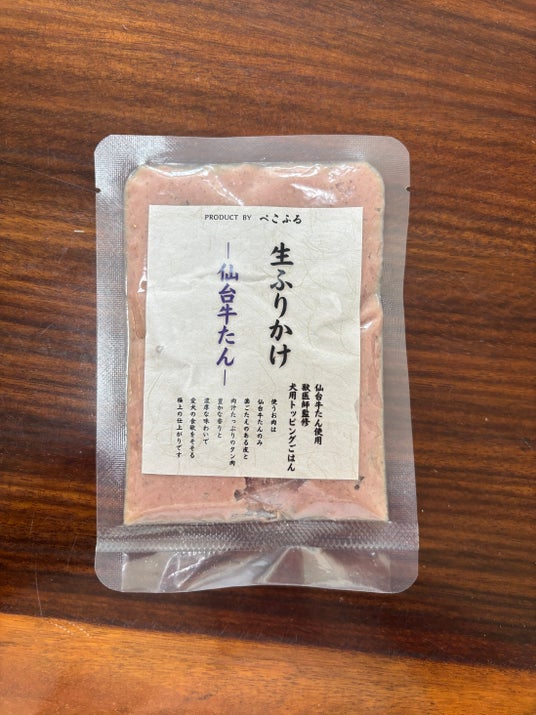 PRODUCT BY ぺこふる
生ふりかけ
―仙台牛たん―
仙台牛たん使用
獣医師監修
犬用トッピングごはん
使うお肉は
仙台牛たんのみ
歯ごたえのある皮と
肉汁たっぷりのタン肉
豊かな香りと
濃厚な味わいで
愛犬の食欲をそそる
極上の仕上がりです